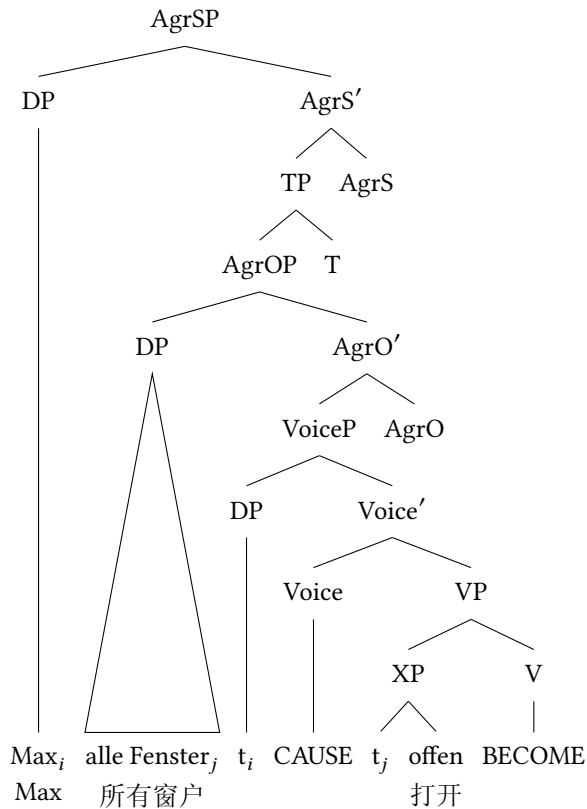 AgrSP
DP AgrS′
TP AgrS
AgrOP T
DP AgrO′
VoiceP AgrO
DP Voice′
Voice VP
XP V
Maxᵢ alle Fensterⱼ tᵢ CAUSE tⱼ offen BECOME
Max 所有窗户 打开